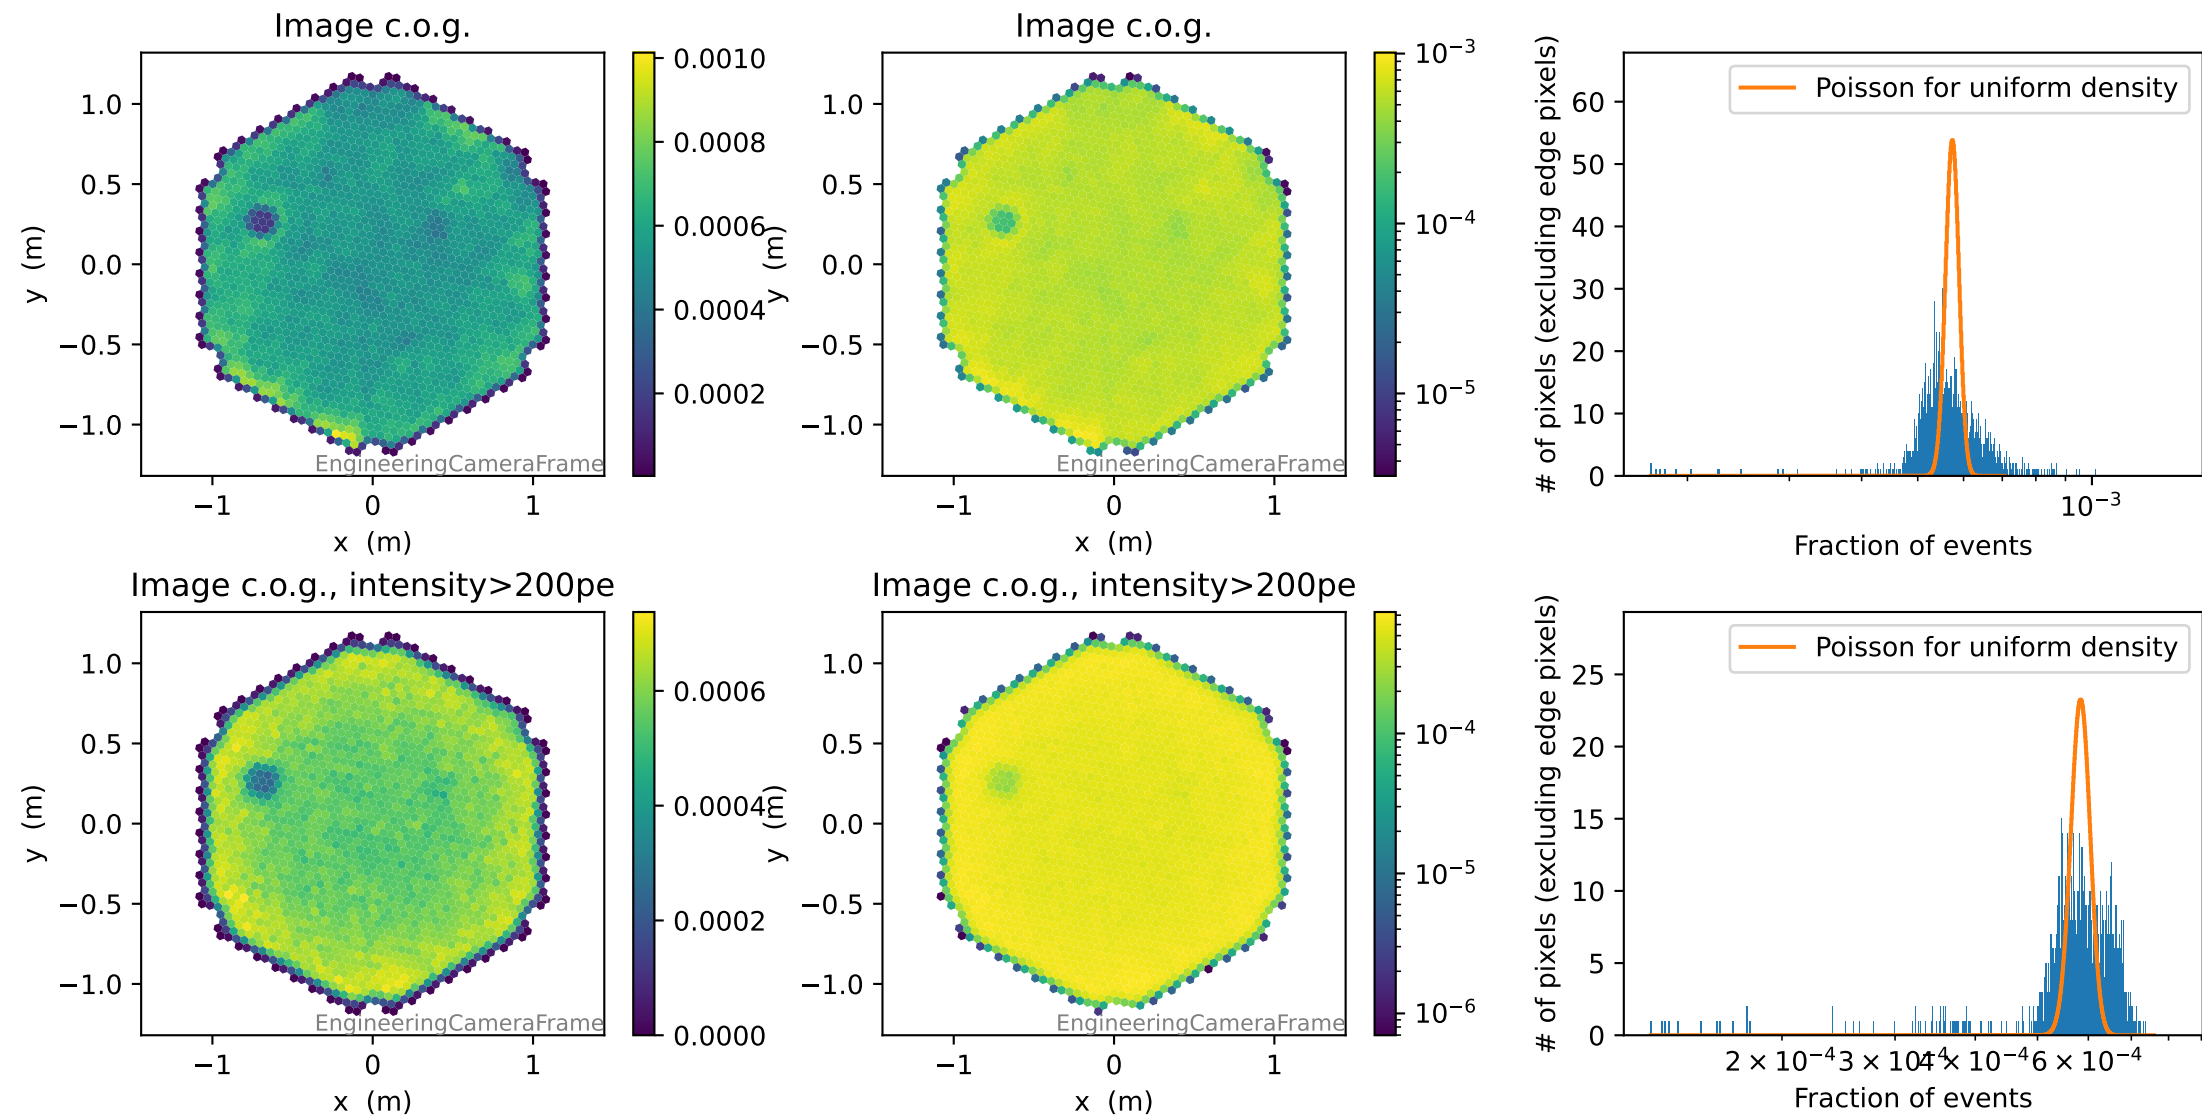 Image c.o.g.
1.0
0.5
0.0
−0.5
−1.0
y (m)
−1
0
1
x (m)
EngineeringCameraFrame
0.0010
0.0008
0.0006
0.0004
0.0002
Image c.o.g.
1.0
0.5
0.0
−0.5
−1.0
y (m)
−1
0
1
x (m)
EngineeringCameraFrame
10⁻³
10⁻⁴
10⁻⁵
Poisson for uniform density
# of pixels (excluding edge pixels)
60
50
40
30
20
10
0
10⁻³
Fraction of events
Image c.o.g., intensity>200pe
1.0
0.5
0.0
−0.5
−1.0
y (m)
−1
0
1
x (m)
EngineeringCameraFrame
0.0006
0.0004
0.0002
0.0000
Image c.o.g., intensity>200pe
1.0
0.5
0.0
−0.5
−1.0
y (m)
−1
0
1
x (m)
EngineeringCameraFrame
10⁻⁴
10⁻⁵
10⁻⁶
Poisson for uniform density
# of pixels (excluding edge pixels)
25
20
15
10
5
0
2 × 10⁻⁴
3 × 10⁻⁴
4 × 10⁻⁴
6 × 10⁻⁴
Fraction of events